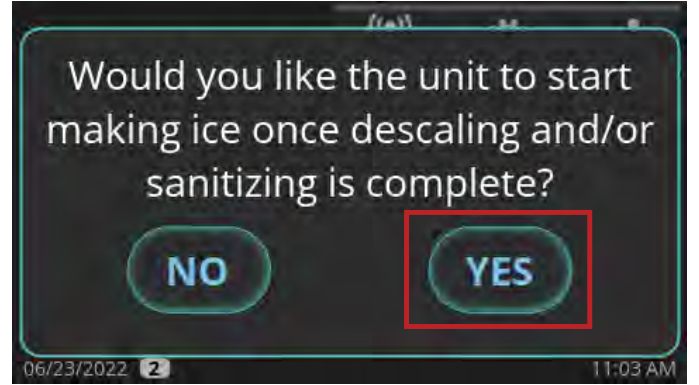 Would you like the unit to start
making ice once descaling and/or
sanitizing is complete?
NO YES
06/23/2022 2 11:03 AM